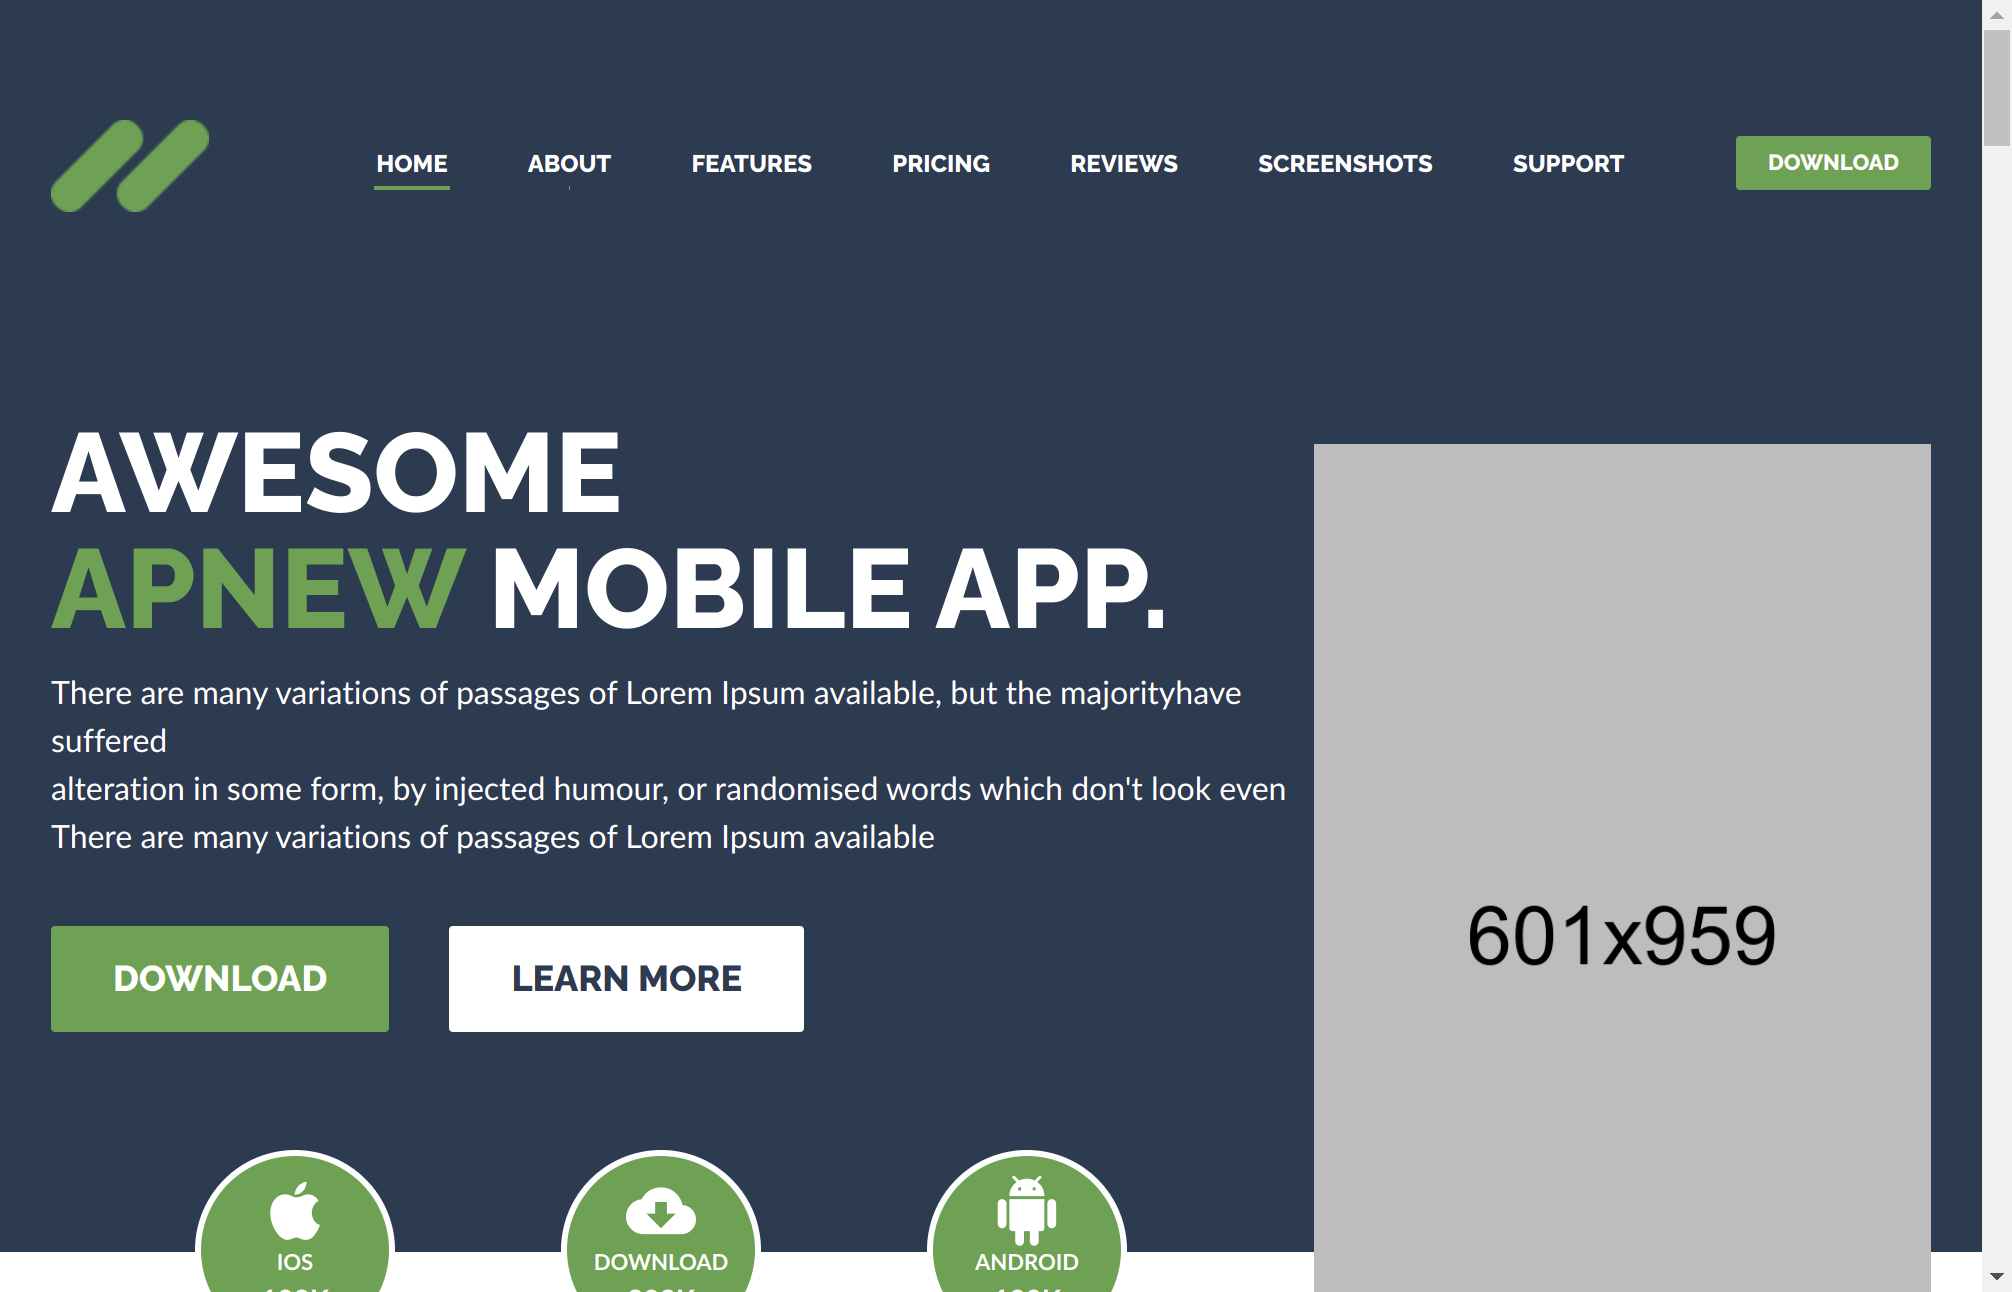 HOME ABOUT FEATURES PRICING REVIEWS SCREENSHOTS SUPPORT DOWNLOAD
AWESOME
APNEW MOBILE APP.
There are many variations of passages of Lorem Ipsum available, but the majorityhave
suffered
alteration in some form, by injected humour, or randomised words which don't look even
There are many variations of passages of Lorem Ipsum available
601x959
DOWNLOAD LEARN MORE
IOS DOWNLOAD ANDROID